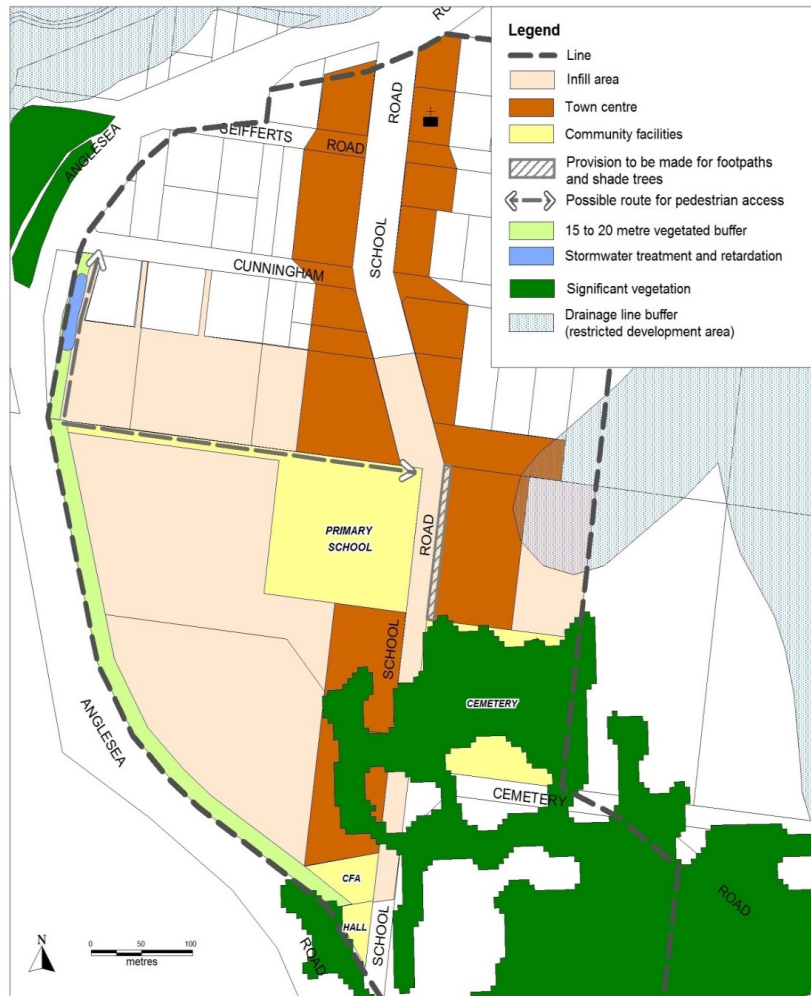 RO
Legend
Line
Infill area
Town centre
Community facilities
Provision to be made for footpaths
and shade trees
Possible route for pedestrian access
15 to 20 metre vegetated buffer
Stormwater treatment and retardation
Significant vegetation
Drainage line buffer
(restricted development area)
ROAD
ANGLESEA
SEIFFERTS
ROAD
SCHOOL
CUNNINGHAM
PRIMARY
SCHOOL
ROAD
SCHOOL
ANGLESEA
CEMETERY
CEMETERY
CFA
HALL
ROAD
SCHOOL
ROAD
N
0 50 100
metres